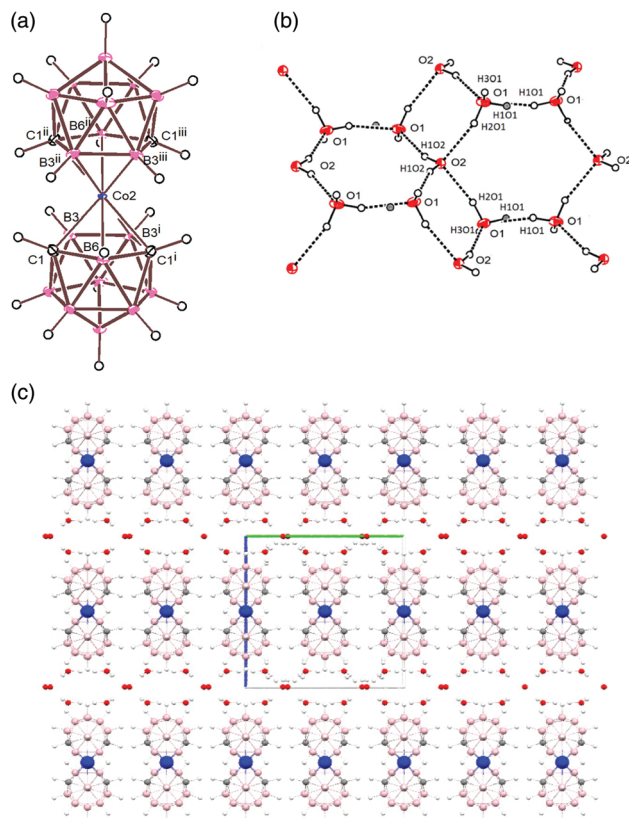 (a)
B6ii
C1ii
C1iii
B3ii
B3iii
Co2
B3
B3i
B6
C1
C1i
(b)
O2
H3O1
O1
H1O1
H1O1
O1
H2O1
O1
O1
H1O2
O2
O2
O2
H1O2
O1
O1
H2O1
H1O1
H3O1
O1
H1O1
O1
O2
(c)